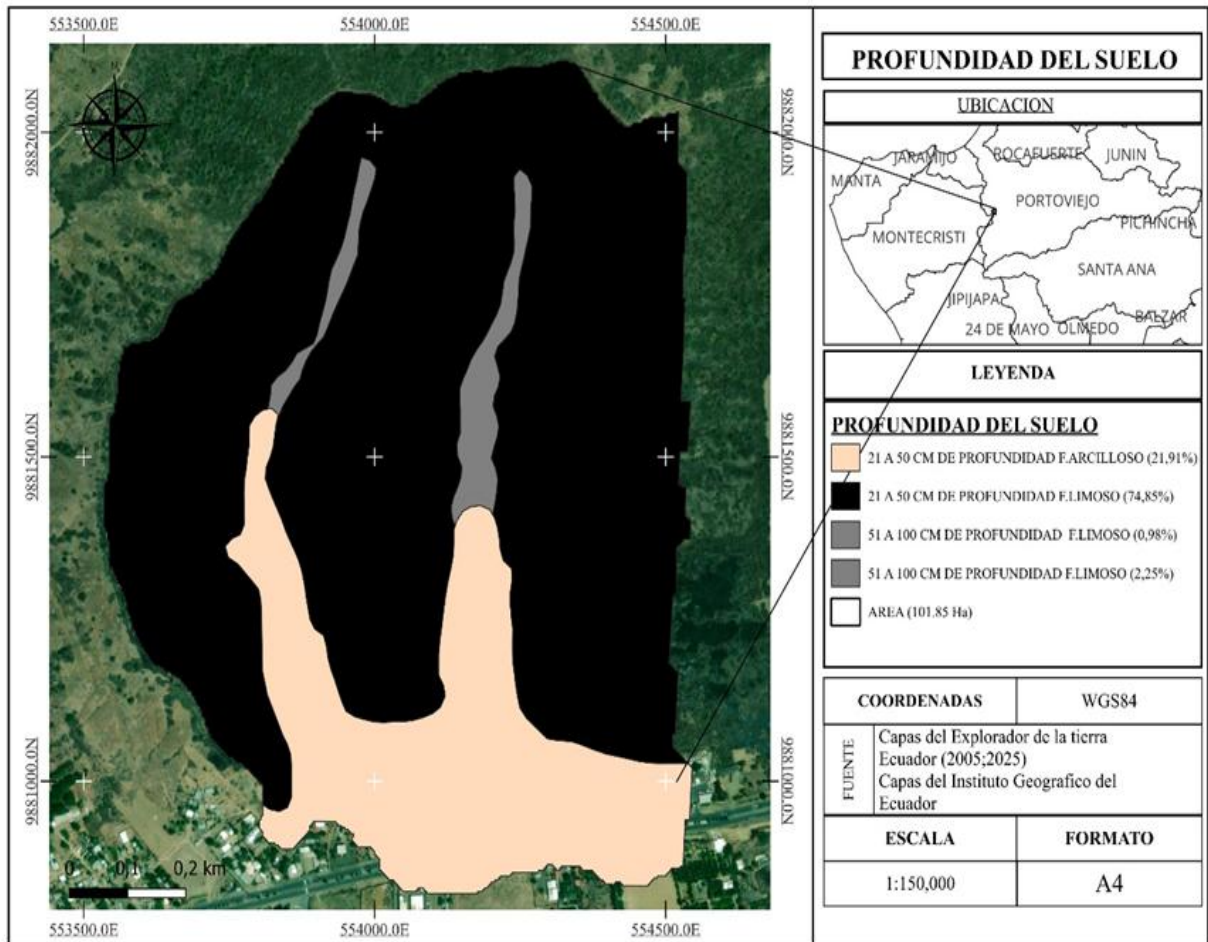 553500.0E
554000.0E
554500.0E
9882000.0N
9882000.0N
9881500.0N
9881500.0N
9881000.0N
9881000.0N
0 0,1 0,2 km
553500.0E
554000.0E
554500.0E
PROFUNDIDAD DEL SUELO
UBICACION
JARAMIJO
ROCAFUERTE
JUNIN
MANTA
PORTOVIEJO
PICHINCHA
MONTECRISTI
SANTA ANA
JIPIJAPA
BALZAR
24 DE MAYO
OLMEDO
LEYENDA
PROFUNDIDAD DEL SUELO
21 A 50 CM DE PROFUNDIDAD F.ARCILLOSO (21,91%)
21 A 50 CM DE PROFUNDIDAD F.LIMOSO (74,85%)
51 A 100 CM DE PROFUNDIDAD F.LIMOSO (0,98%)
51 A 100 CM DE PROFUNDIDAD F.LIMOSO (2,25%)
AREA (101.85 Ha)
COORDENADAS
WGS84
FUENTE
Capas del Explorador de la tierra
Ecuador (2005;2025)
Capas del Instituto Geografico del
Ecuador
ESCALA
FORMATO
1:150,000
A4